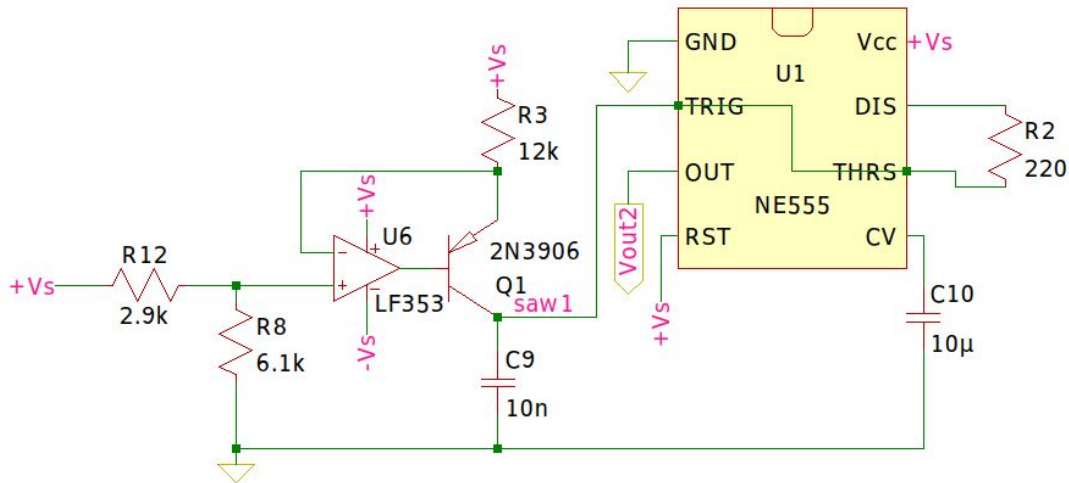 GND
Vcc
+Vs
U1
+Vs
TRIG
DIS
R3
12k
R2
220
OUT
THRS
+Vs
U6
NE555
R12
2N3906
RST
CV
+Vs
LF353
Q1
Vout2
2.9k
saw1
C10
R8
+Vs
-Vs
10µ
6.1k
C9
10n